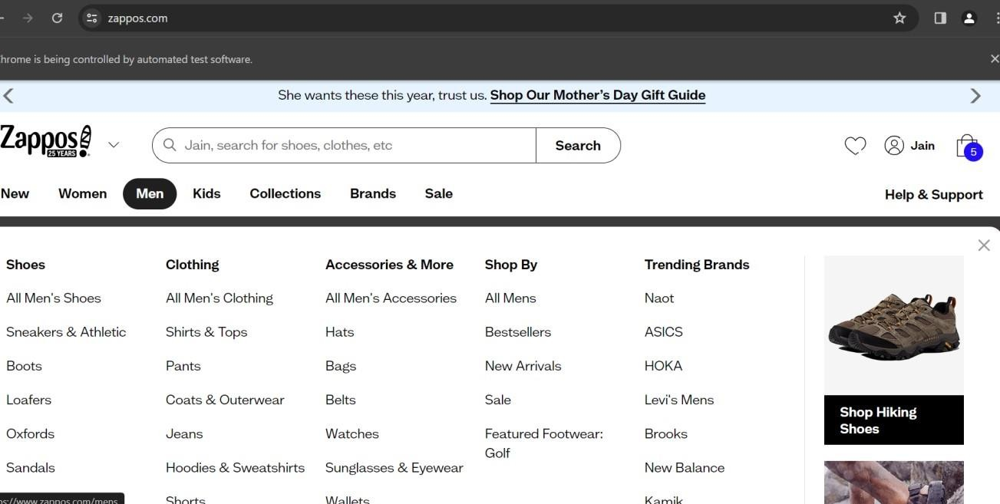 zappos.com
hrome is being controlled by automated test software.
She wants these this year, trust us. Shop Our Mother's Day Gift Guide
Zappos!
25 YEARS
Jain, search for shoes, clothes, etc
Search
Jain
5
New Women Men Kids Collections Brands Sale
Help & Support
Shoes
All Men's Shoes
Sneakers & Athletic
Boots
Loafers
Oxfords
Sandals
Clothing
All Men's Clothing
Shirts & Tops
Pants
Coats & Outerwear
Jeans
Hoodies & Sweatshirts
Shorts
Accessories & More
All Men's Accessories
Hats
Bags
Belts
Watches
Sunglasses & Eyewear
Wallets
Shop By
All Mens
Bestsellers
New Arrivals
Sale
Featured Footwear:
Golf
Trending Brands
Naot
ASICS
HOKA
Levi's Mens
Brooks
New Balance
Kamik
Shop Hiking
Shoes
ps://www.zappos.com/mens